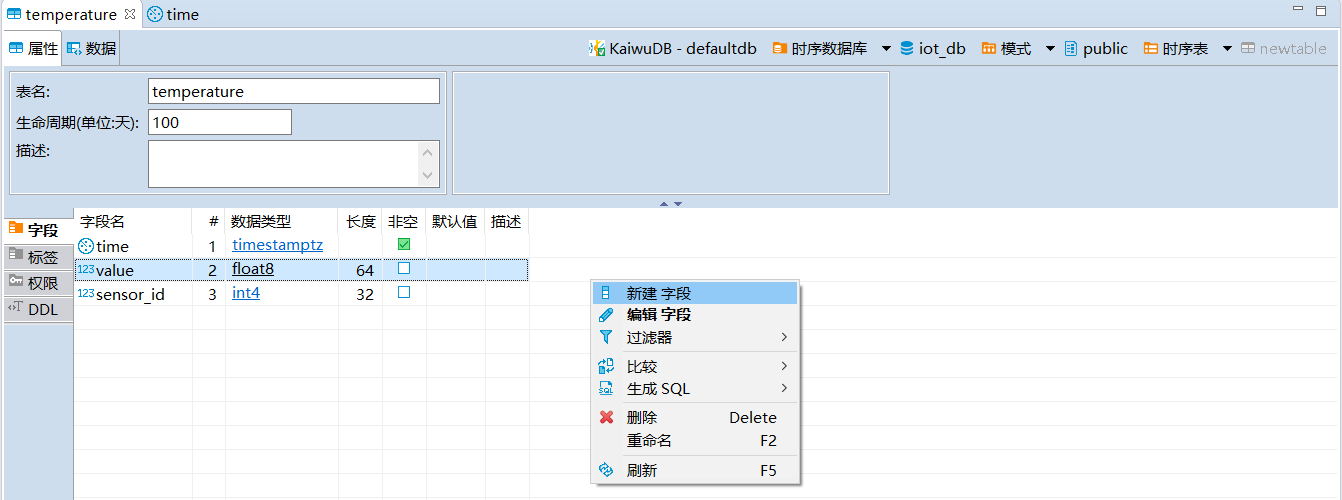 temperature time
属性 数据 KaiwuDB - defaultdb 时序数据库 iot_db 模式 public 时序表 newtable
表名: temperature
生命周期(单位:天): 100
描述:
字段 标签 权限 DDL
字段名 # 数据类型 长度 非空 默认值 描述
time 1 timestamptz
123 value 2 float8 64
123 sensor_id 3 int4 32
新建 字段
编辑 字段
过滤器
比较
SQL 生成 SQL
删除 Delete
重命名 F2
刷新 F5